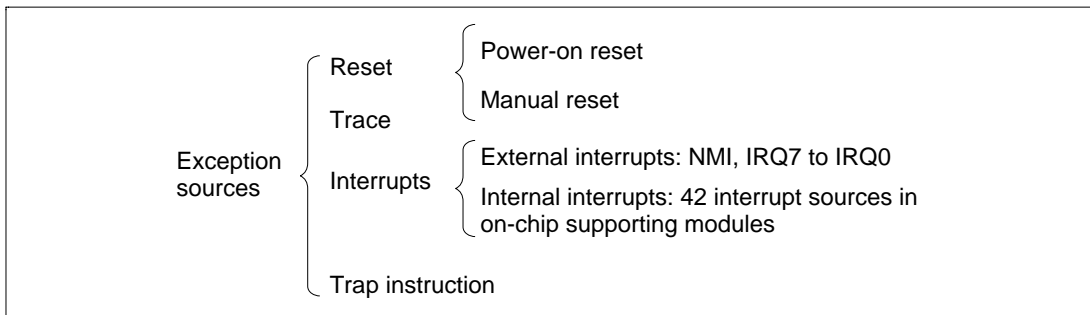 Exception
sources
Reset
Power-on reset
Manual reset
Trace
Interrupts
External interrupts: NMI, IRQ7 to IRQ0
Internal interrupts: 42 interrupt sources in
on-chip supporting modules
Trap instruction